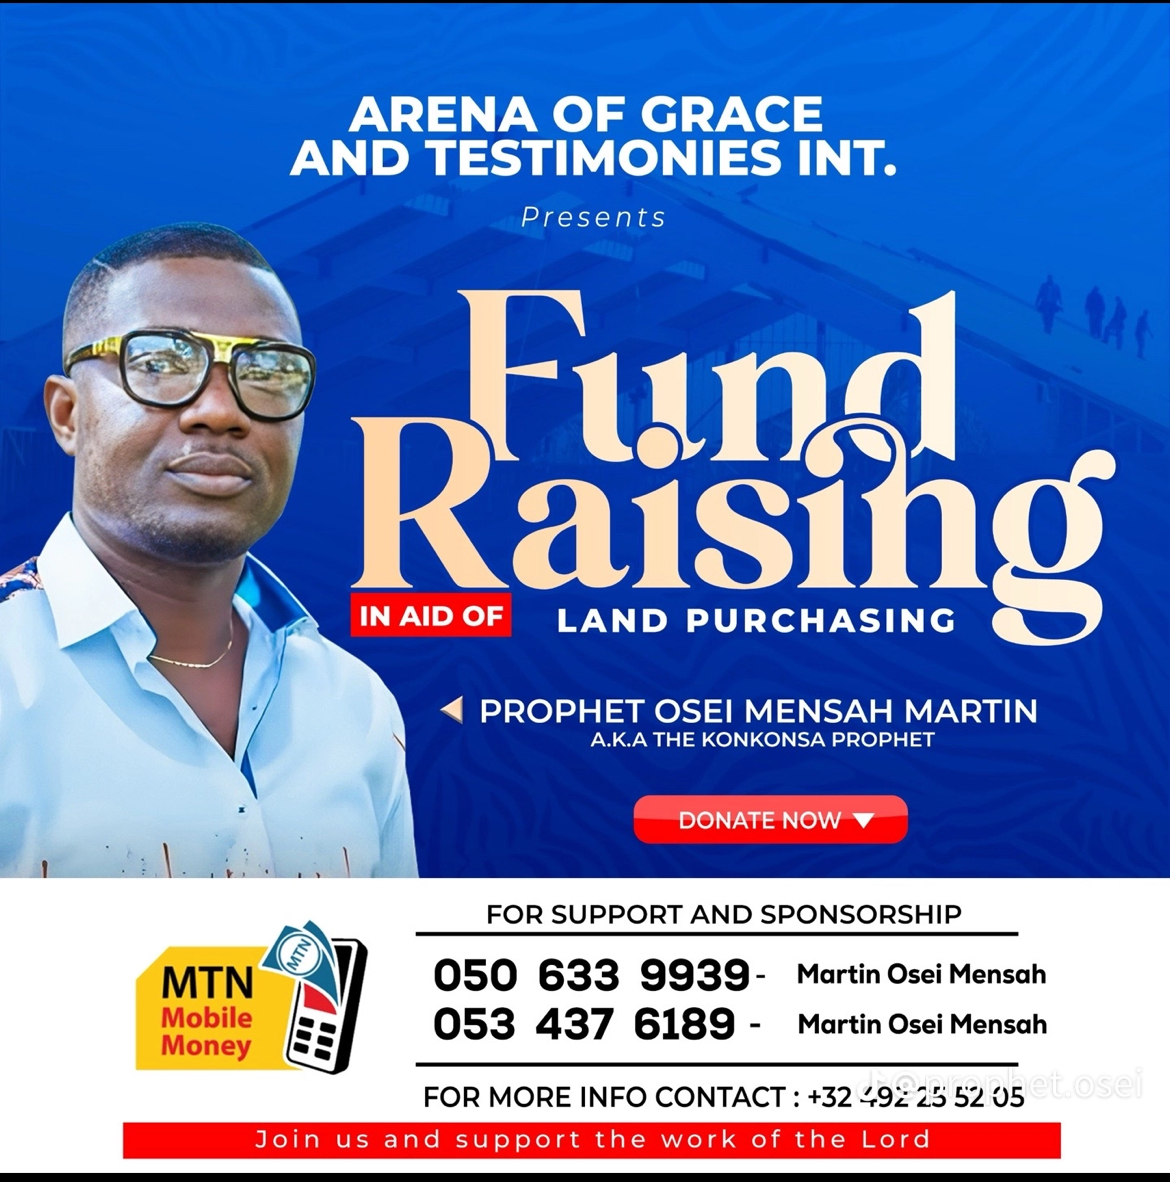 ARENA OF GRACE
AND TESTIMONIES INT.
Presents
Fund
Raising
IN AID OF LAND PURCHASING
PROPHET OSEI MENSAH MARTIN
A.K.A THE KONKONSA PROPHET
DONATE NOW
FOR SUPPORT AND SPONSORSHIP
050 633 9939 - Martin Osei Mensah
053 437 6189 - Martin Osei Mensah
MTN
MTN
Mobile
Money
@prophet.osei
FOR MORE INFO CONTACT : +32 492 25 52 05
Join us and support the work of the Lord